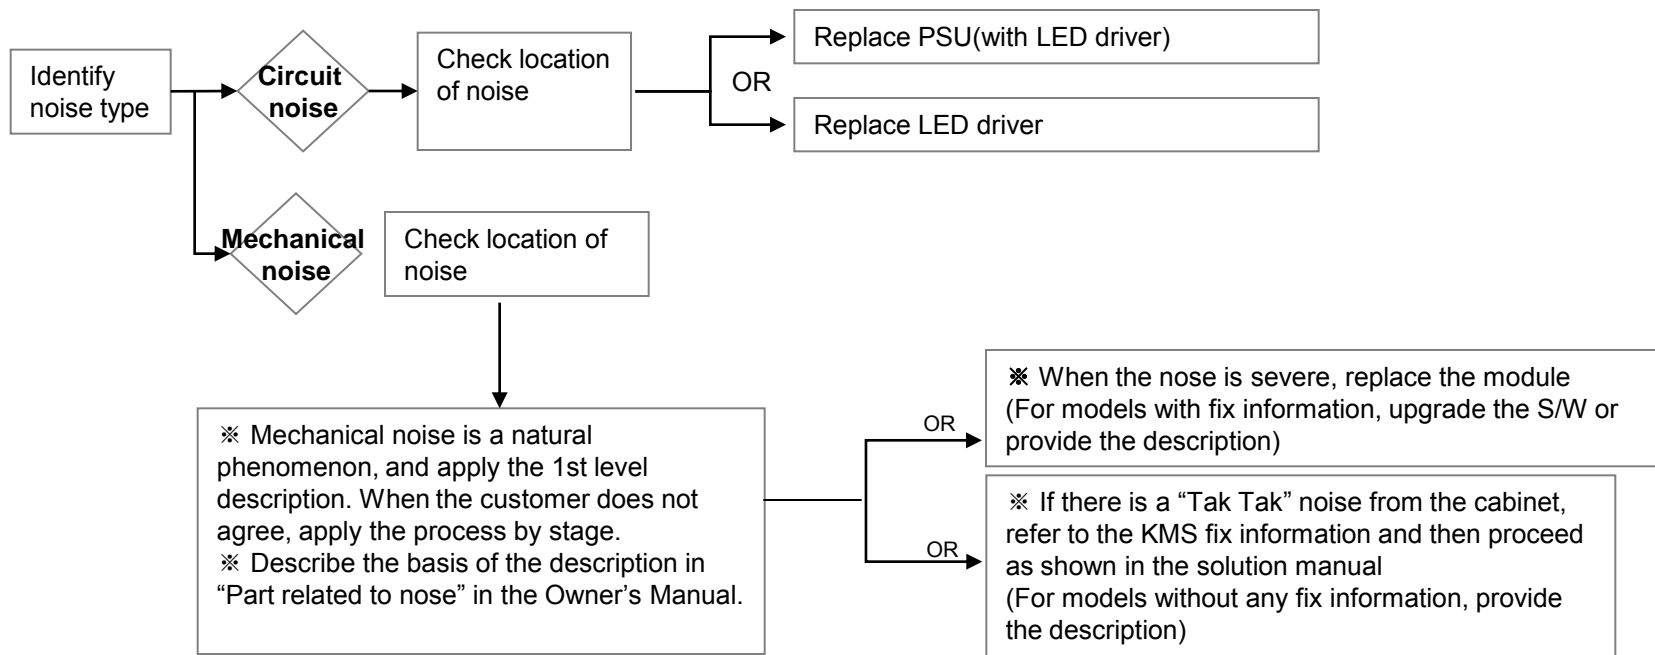 Identify
noise type
Circuit
noise
Check location
of noise
OR
Replace PSU(with LED driver)
Replace LED driver
Mechanical
noise
Check location of
noise
※ Mechanical noise is a natural
phenomenon, and apply the 1st level
description. When the customer does not
agree, apply the process by stage.
※ Describe the basis of the description in
“Part related to nose” in the Owner’s Manual.
OR
※ When the nose is severe, replace the module
(For models with fix information, upgrade the S/W or
provide the description)
OR
※ If there is a “Tak Tak” noise from the cabinet,
refer to the KMS fix information and then proceed
as shown in the solution manual
(For models without any fix information, provide
the description)